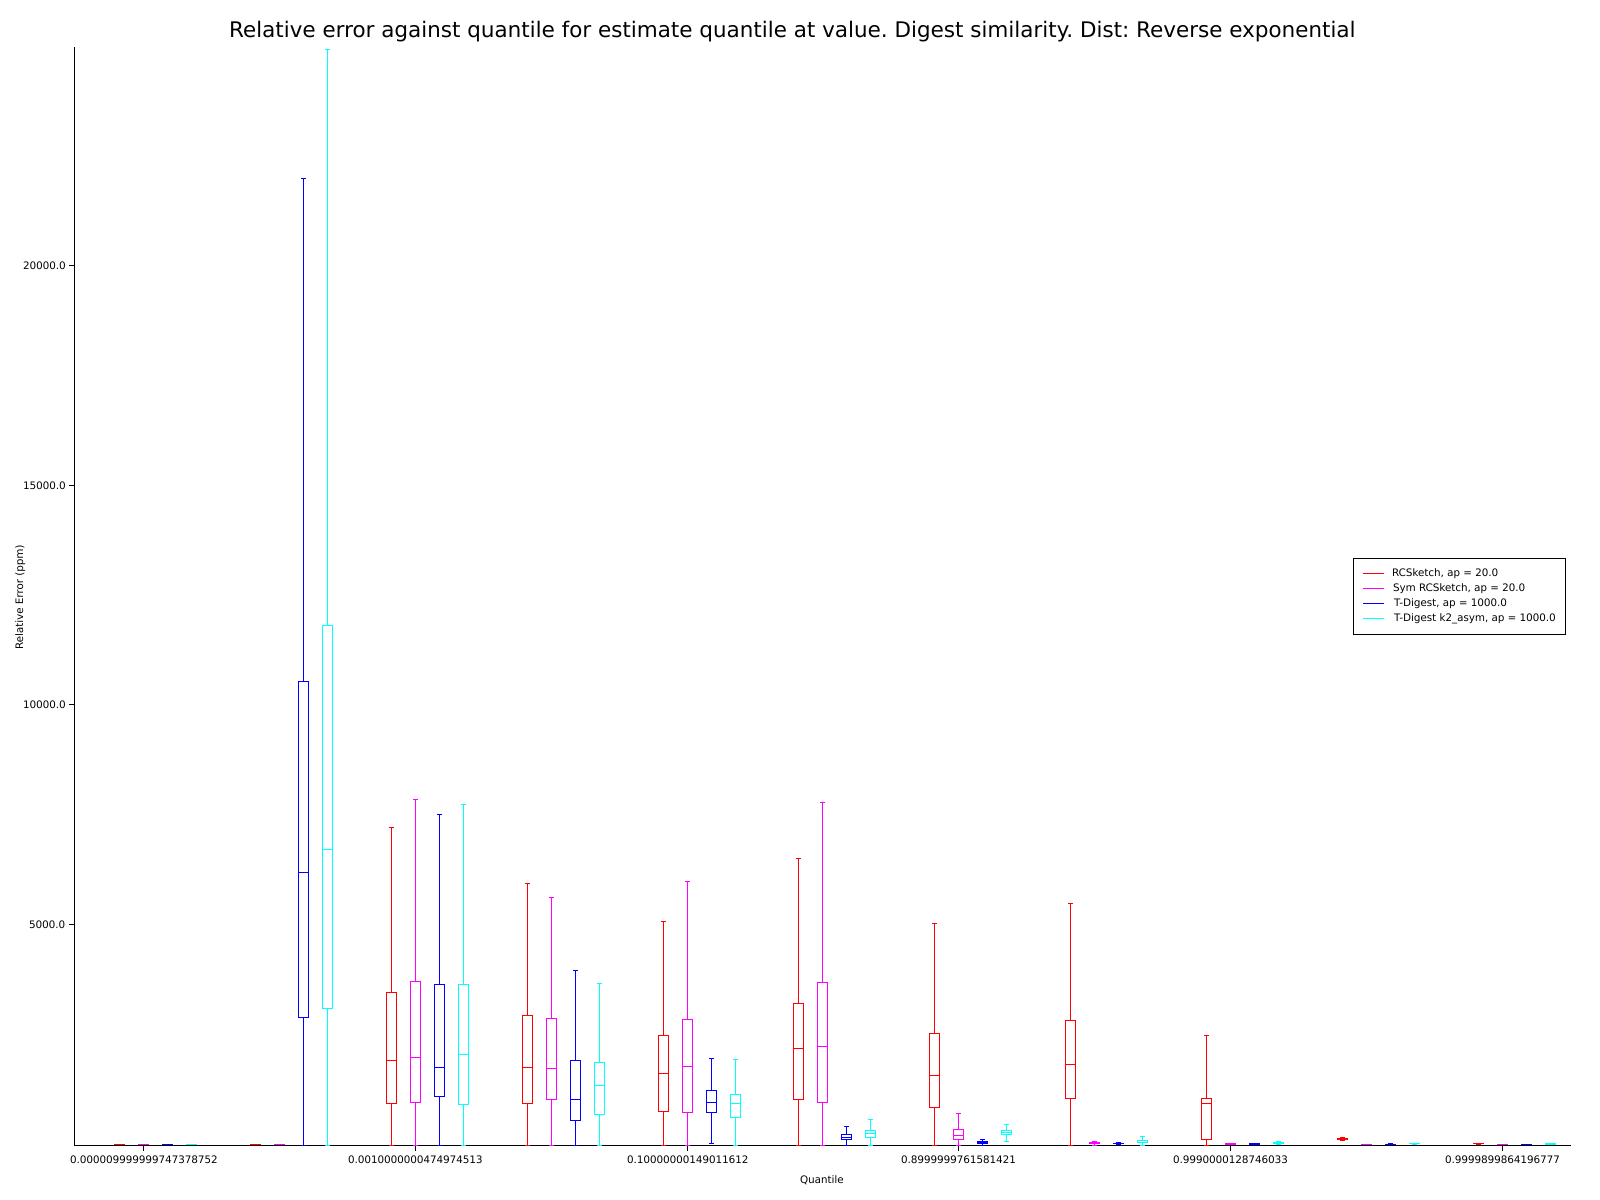 Relative error against quantile for estimate quantile at value. Digest similarity. Dist: Reverse exponential
20000.0
15000.0
10000.0
5000.0
Relative Error (ppm)
RCSketch, ap = 20.0
Sym RCSketch, ap = 20.0
T-Digest, ap = 1000.0
T-Digest k2_asym, ap = 1000.0
0.000009999999747378752
0.0010000000474974513
0.10000000149011612
0.8999999761581421
0.9990000128746033
0.9999899864196777
Quantile